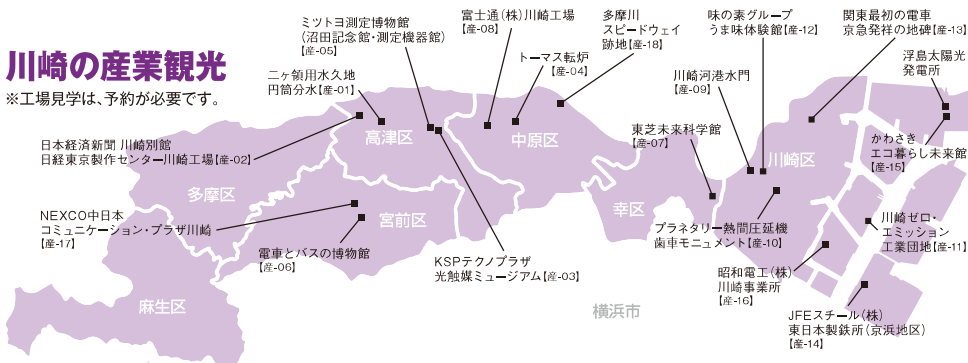 川崎の産業観光
※工場見学は、予約が必要です。
ミツトヨ測定博物館
(沼田記念館・測定機器館)
【産-05】
富士通(株)川崎工場
【産-08】
多摩川
スピードウェイ
跡地【産-18】
味の素グループ
うま味体験館【産-12】
関東最初の電車
京急発祥の地碑【産-13】
二ヶ領用水久地
円筒分水【産-01】
トーマス転炉
【産-04】
川崎河港水門
【産-09】
浮島太陽光
発電所
日本経済新聞 川崎別館
日経東京製作センター川崎工場【産-02】
東芝未来科学館
【産-07】
かわさき
エコ暮らし未来館
【産-15】
高津区
中原区
川崎区
多摩区
宮前区
幸区
麻生区
横浜市
NEXCO中日本
コミュニケーション・プラザ川崎
【産-17】
電車とバスの博物館
【産-06】
KSPテクノプラザ
光触媒ミュージアム【産-03】
プラネタリー熱間圧延機
歯車モニュメント【産-10】
川崎ゼロ・
エミッション
工業団地【産-11】
昭和電工(株)
川崎事業所
【産-16】
JFEスチール(株)
東日本製鉄所(京浜地区)
【産-14】